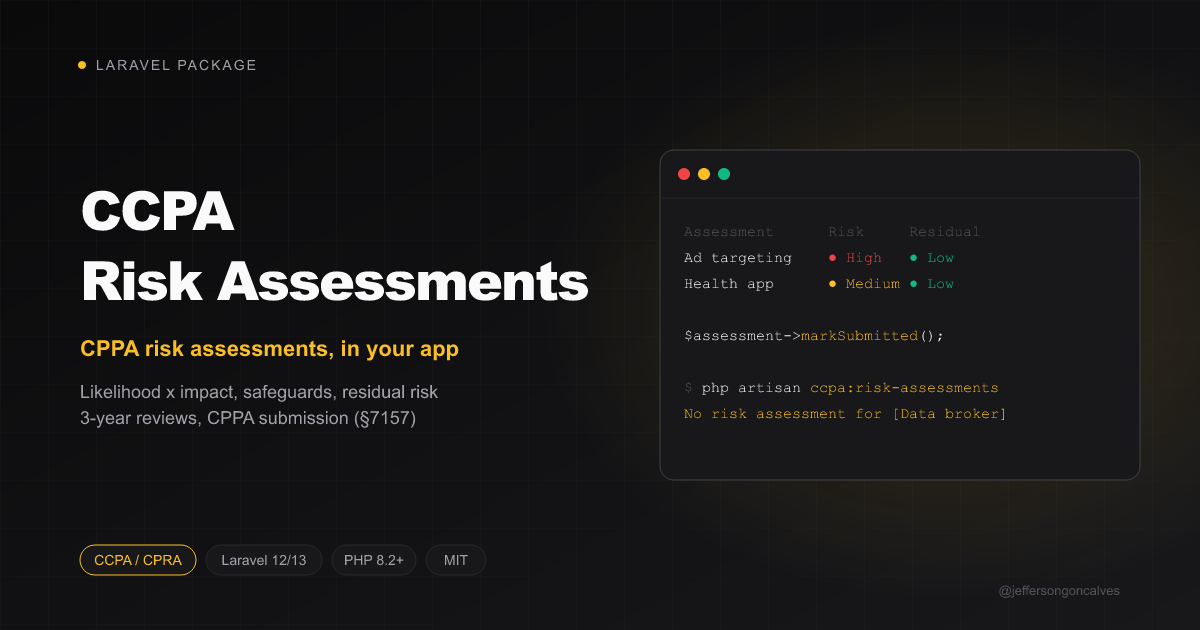 LARAVEL PACKAGE
CCPA
Risk Assessments
CPPA risk assessments, in your app
Likelihood x impact, safeguards, residual risk
3-year reviews, CPPA submission (§7157)
CCPA / CPRA
Laravel 12/13
PHP 8.2+
MIT
Assessment Risk Residual
Ad targeting ● High ● Low
Health app ● Medium ● Low
$assessment->markSubmitted();
$ php artisan ccpa:risk-assessments
No risk assessment for [Data broker]
@jeffersongoncalves